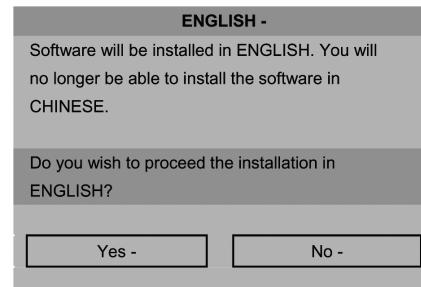 ENGLISH -
Software will be installed in ENGLISH. You will
no longer be able to install the software in
CHINESE.
Do you wish to proceed the installation in
ENGLISH?
Yes -
No -